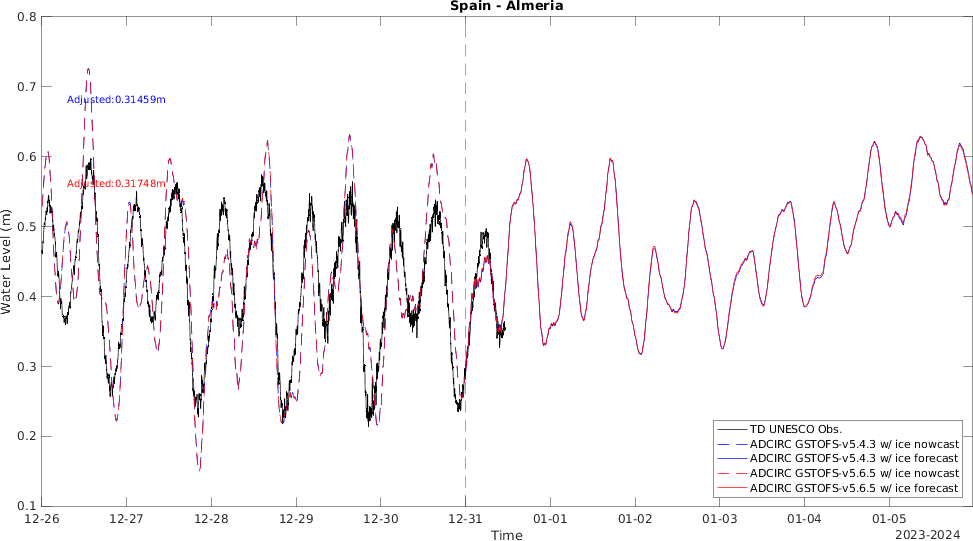 Spain - Almeria
0.8
0.7
Adjusted:0.31459m
0.6
Adjusted:0.31748m
0.5
Water Level (m)
0.4
0.3
0.2
0.1
TD UNESCO Obs.
ADCIRC GSTOFS-v5.4.3 w/ ice nowcast
ADCIRC GSTOFS-v5.4.3 w/ ice forecast
ADCIRC GSTOFS-v5.6.5 w/ ice nowcast
ADCIRC GSTOFS-v5.6.5 w/ ice forecast
12-26 12-27 12-28 12-29 12-30 12-31 01-01 01-02 01-03 01-04 01-05
Time
2023-2024